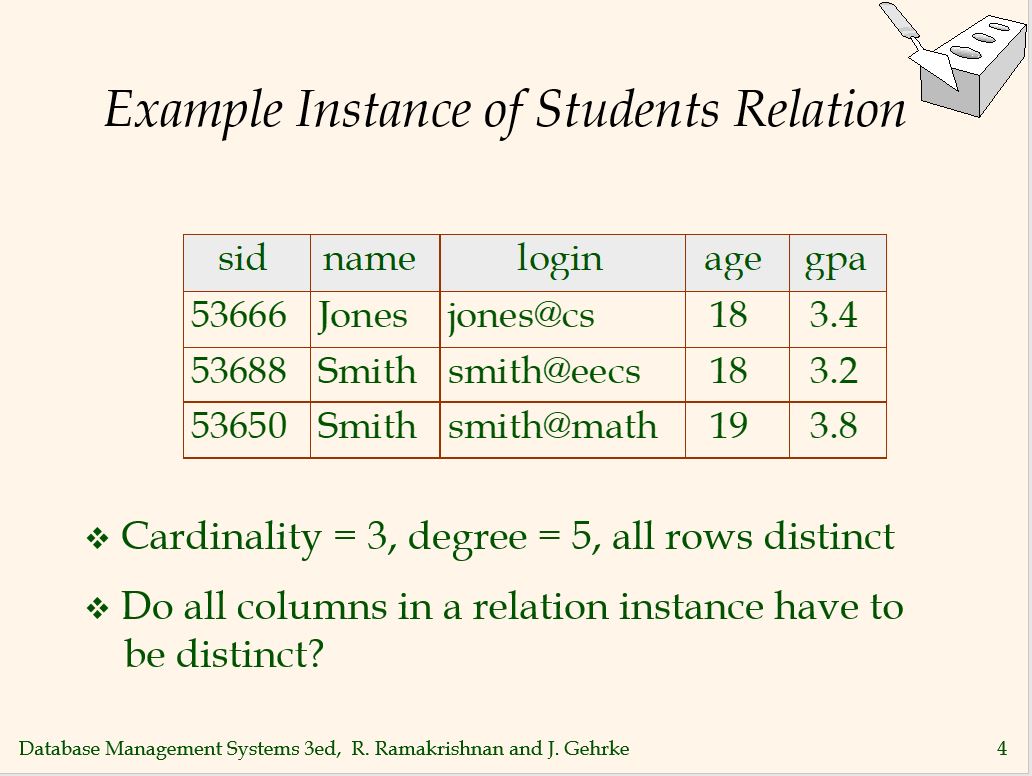 Example Instance of Students Relation
sid name login age gpa
53666 Jones jones@cs 18 3.4
53688 Smith smith@eecs 18 3.2
53650 Smith smith@math 19 3.8
❖ Cardinality = 3, degree = 5, all rows distinct
❖ Do all columns in a relation instance have to
be distinct?
Database Management Systems 3ed, R. Ramakrishnan and J. Gehrke 4